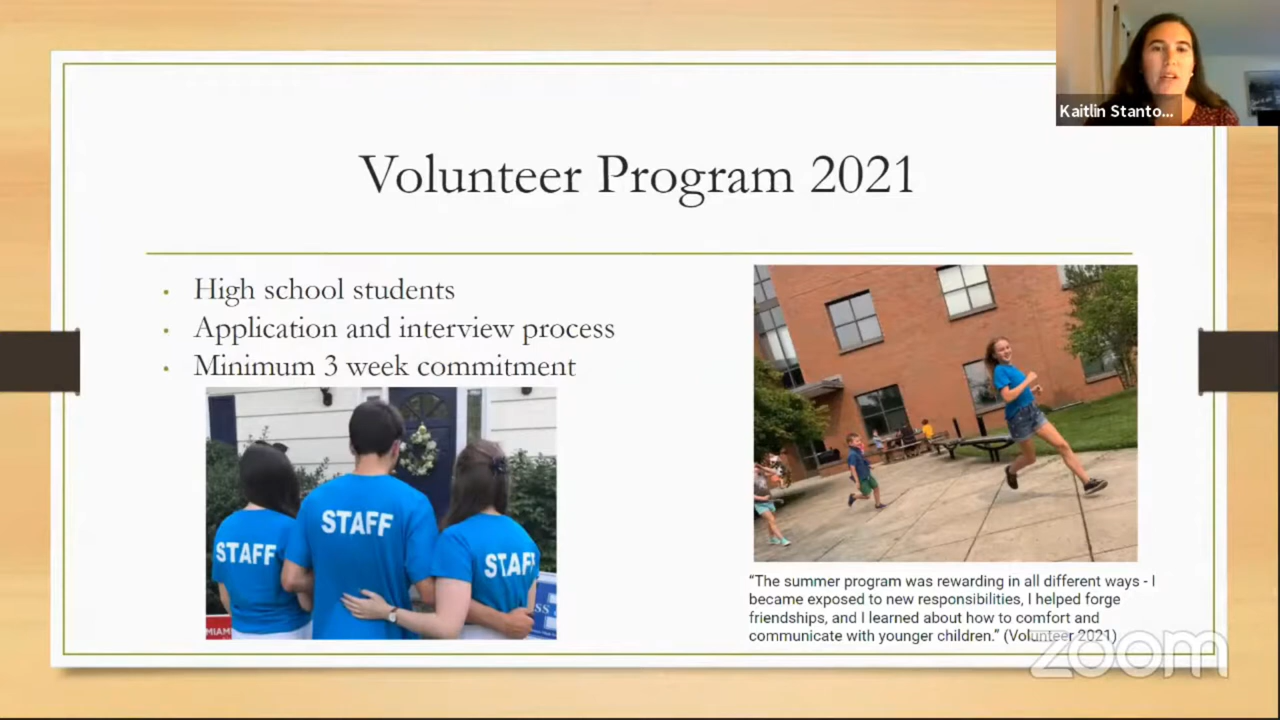 Kaitlin Stanto...
Volunteer Program 2021
• High school students
• Application and interview process
• Minimum 3 week commitment
STAFF
STAFF
STAFF
MIAM
SS
“The summer program was rewarding in all different ways - I
became exposed to new responsibilities, I helped forge
friendships, and I learned about how to comfort and
communicate with younger children.” (Volunteer 2021)
zoom